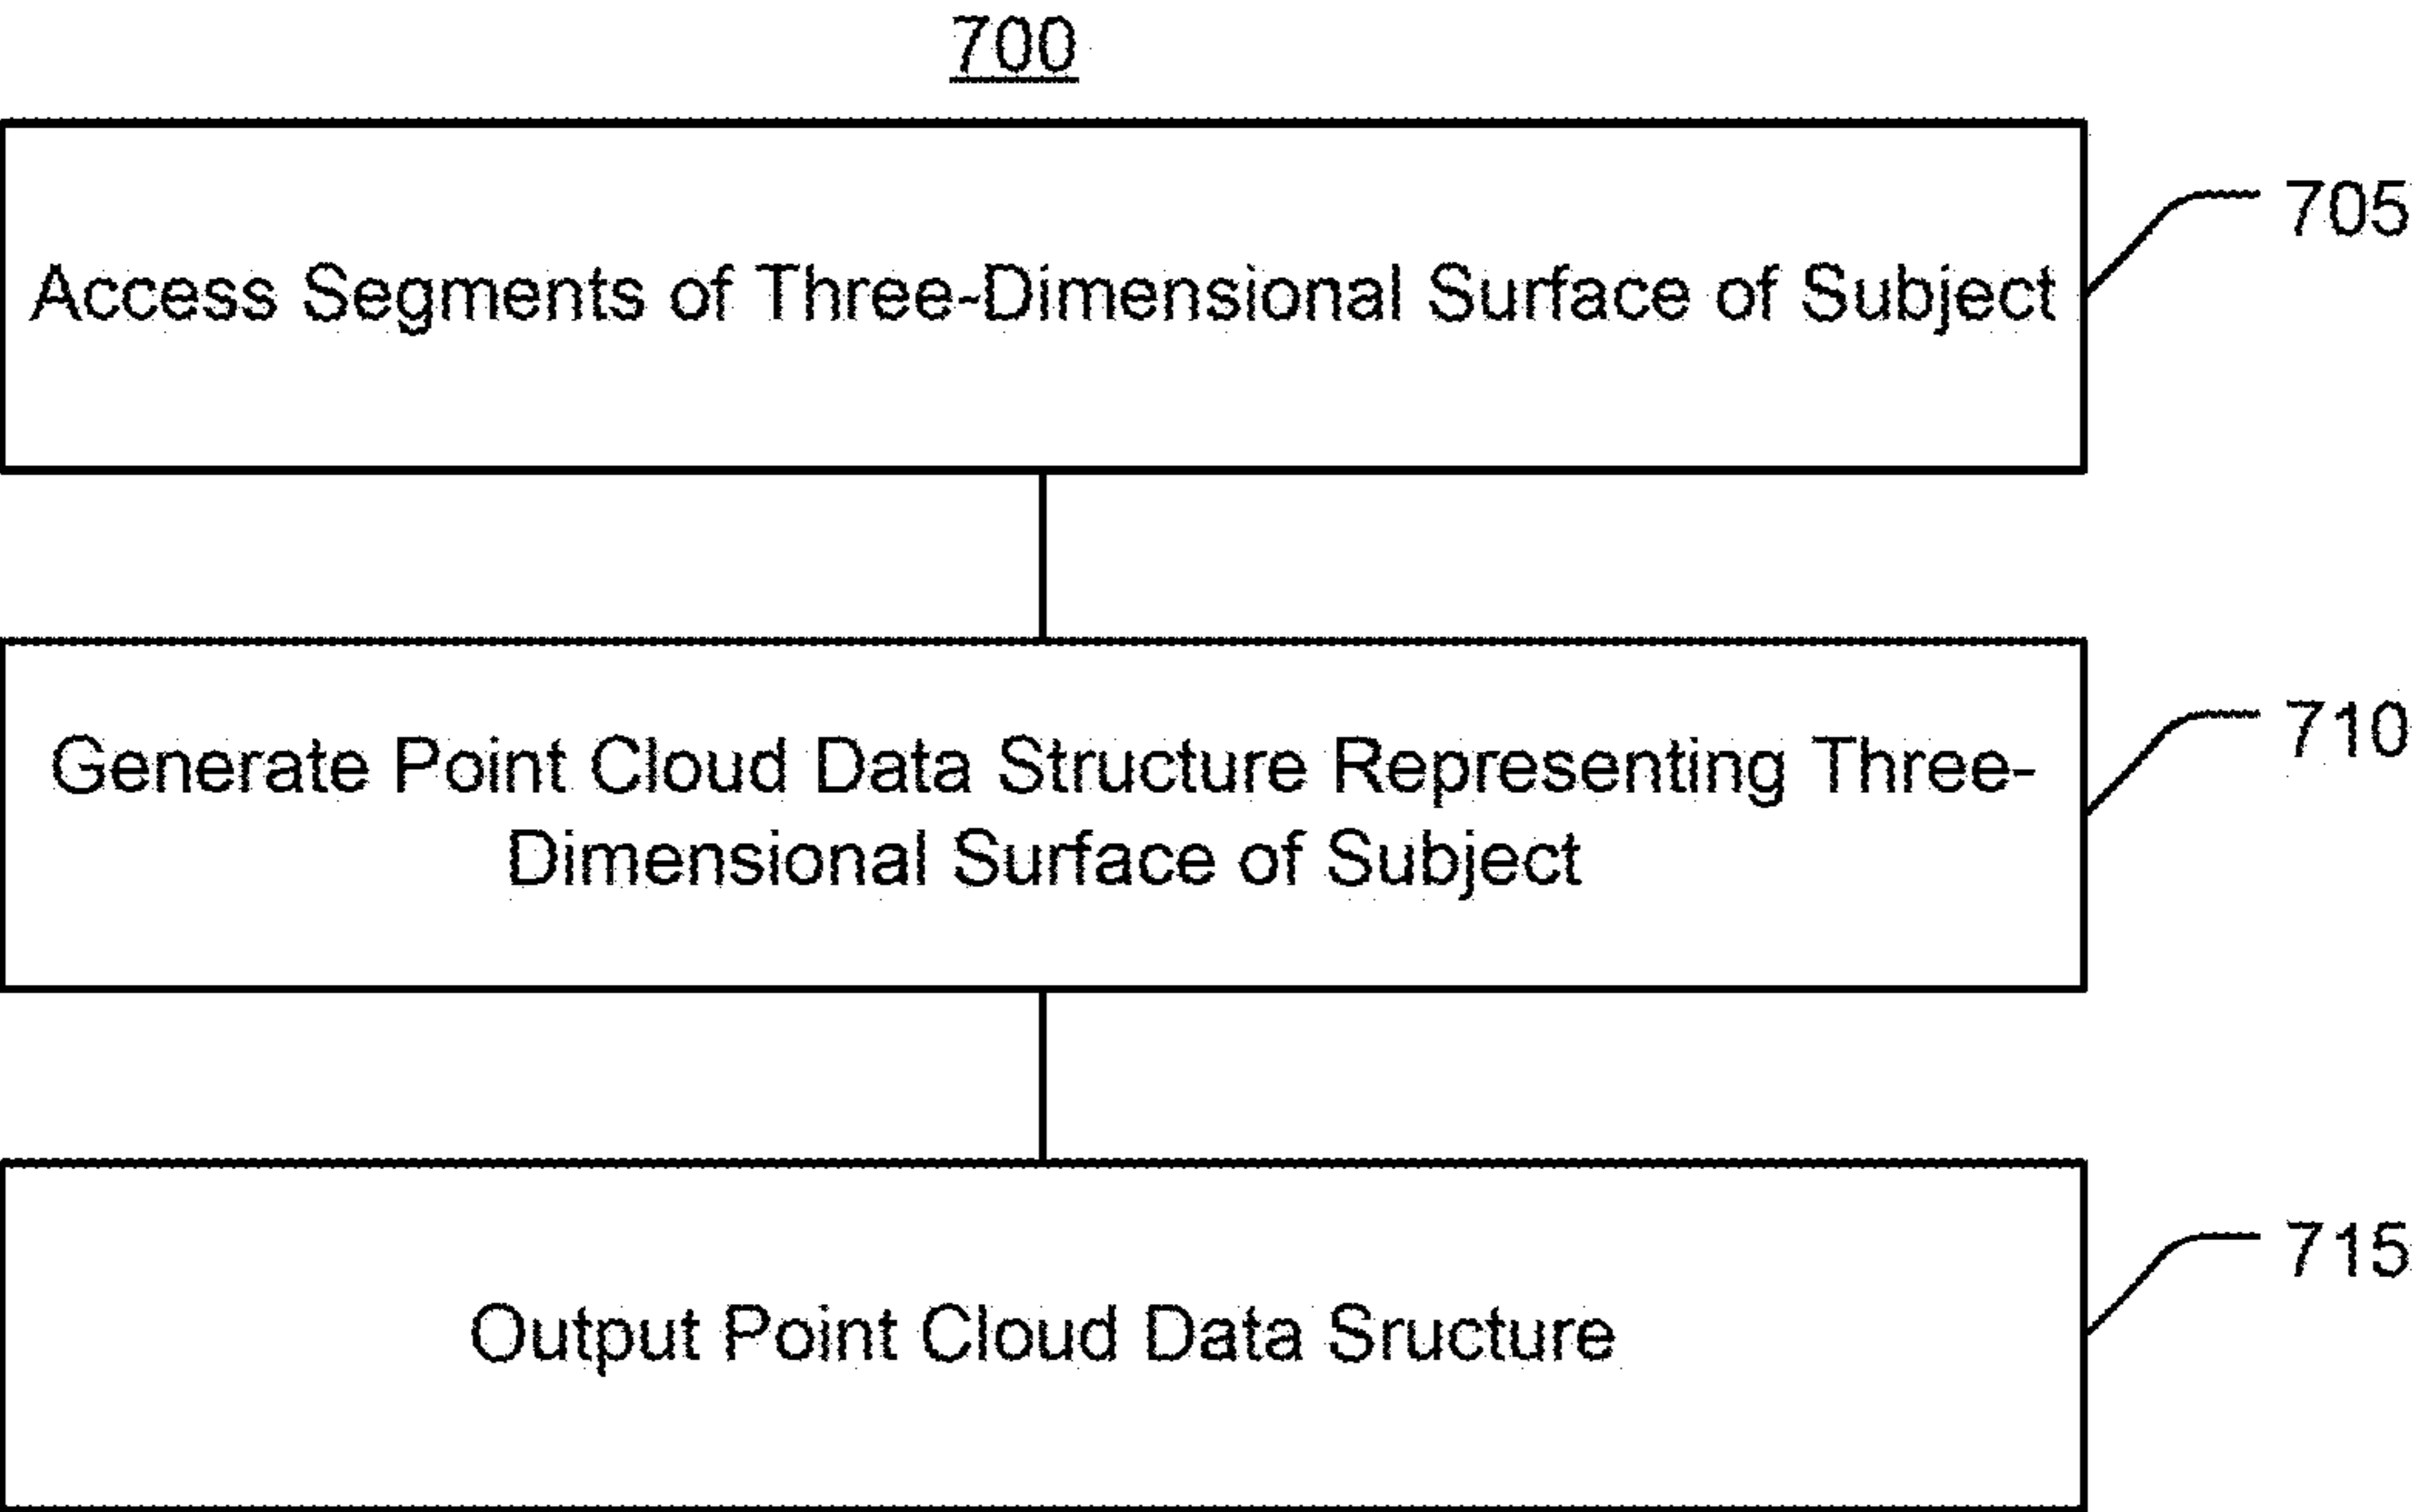 700
Access Segments of Three-Dimensional Surface of Subject
705
Generate Point Cloud Data Structure Representing Three-
Dimensional Surface of Subject
710
Output Point Cloud Data Sructure
715